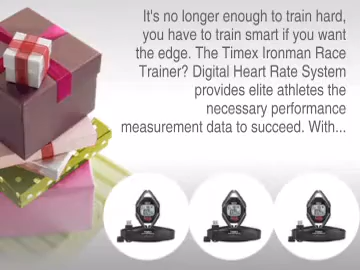 It's no longer enough to train hard,
you have to train smart if you want
the edge. The Timex Ironman Race
Trainer? Digital Heart Rate System
provides elite athletes the
necessary performance
measurement data to succeed. With...